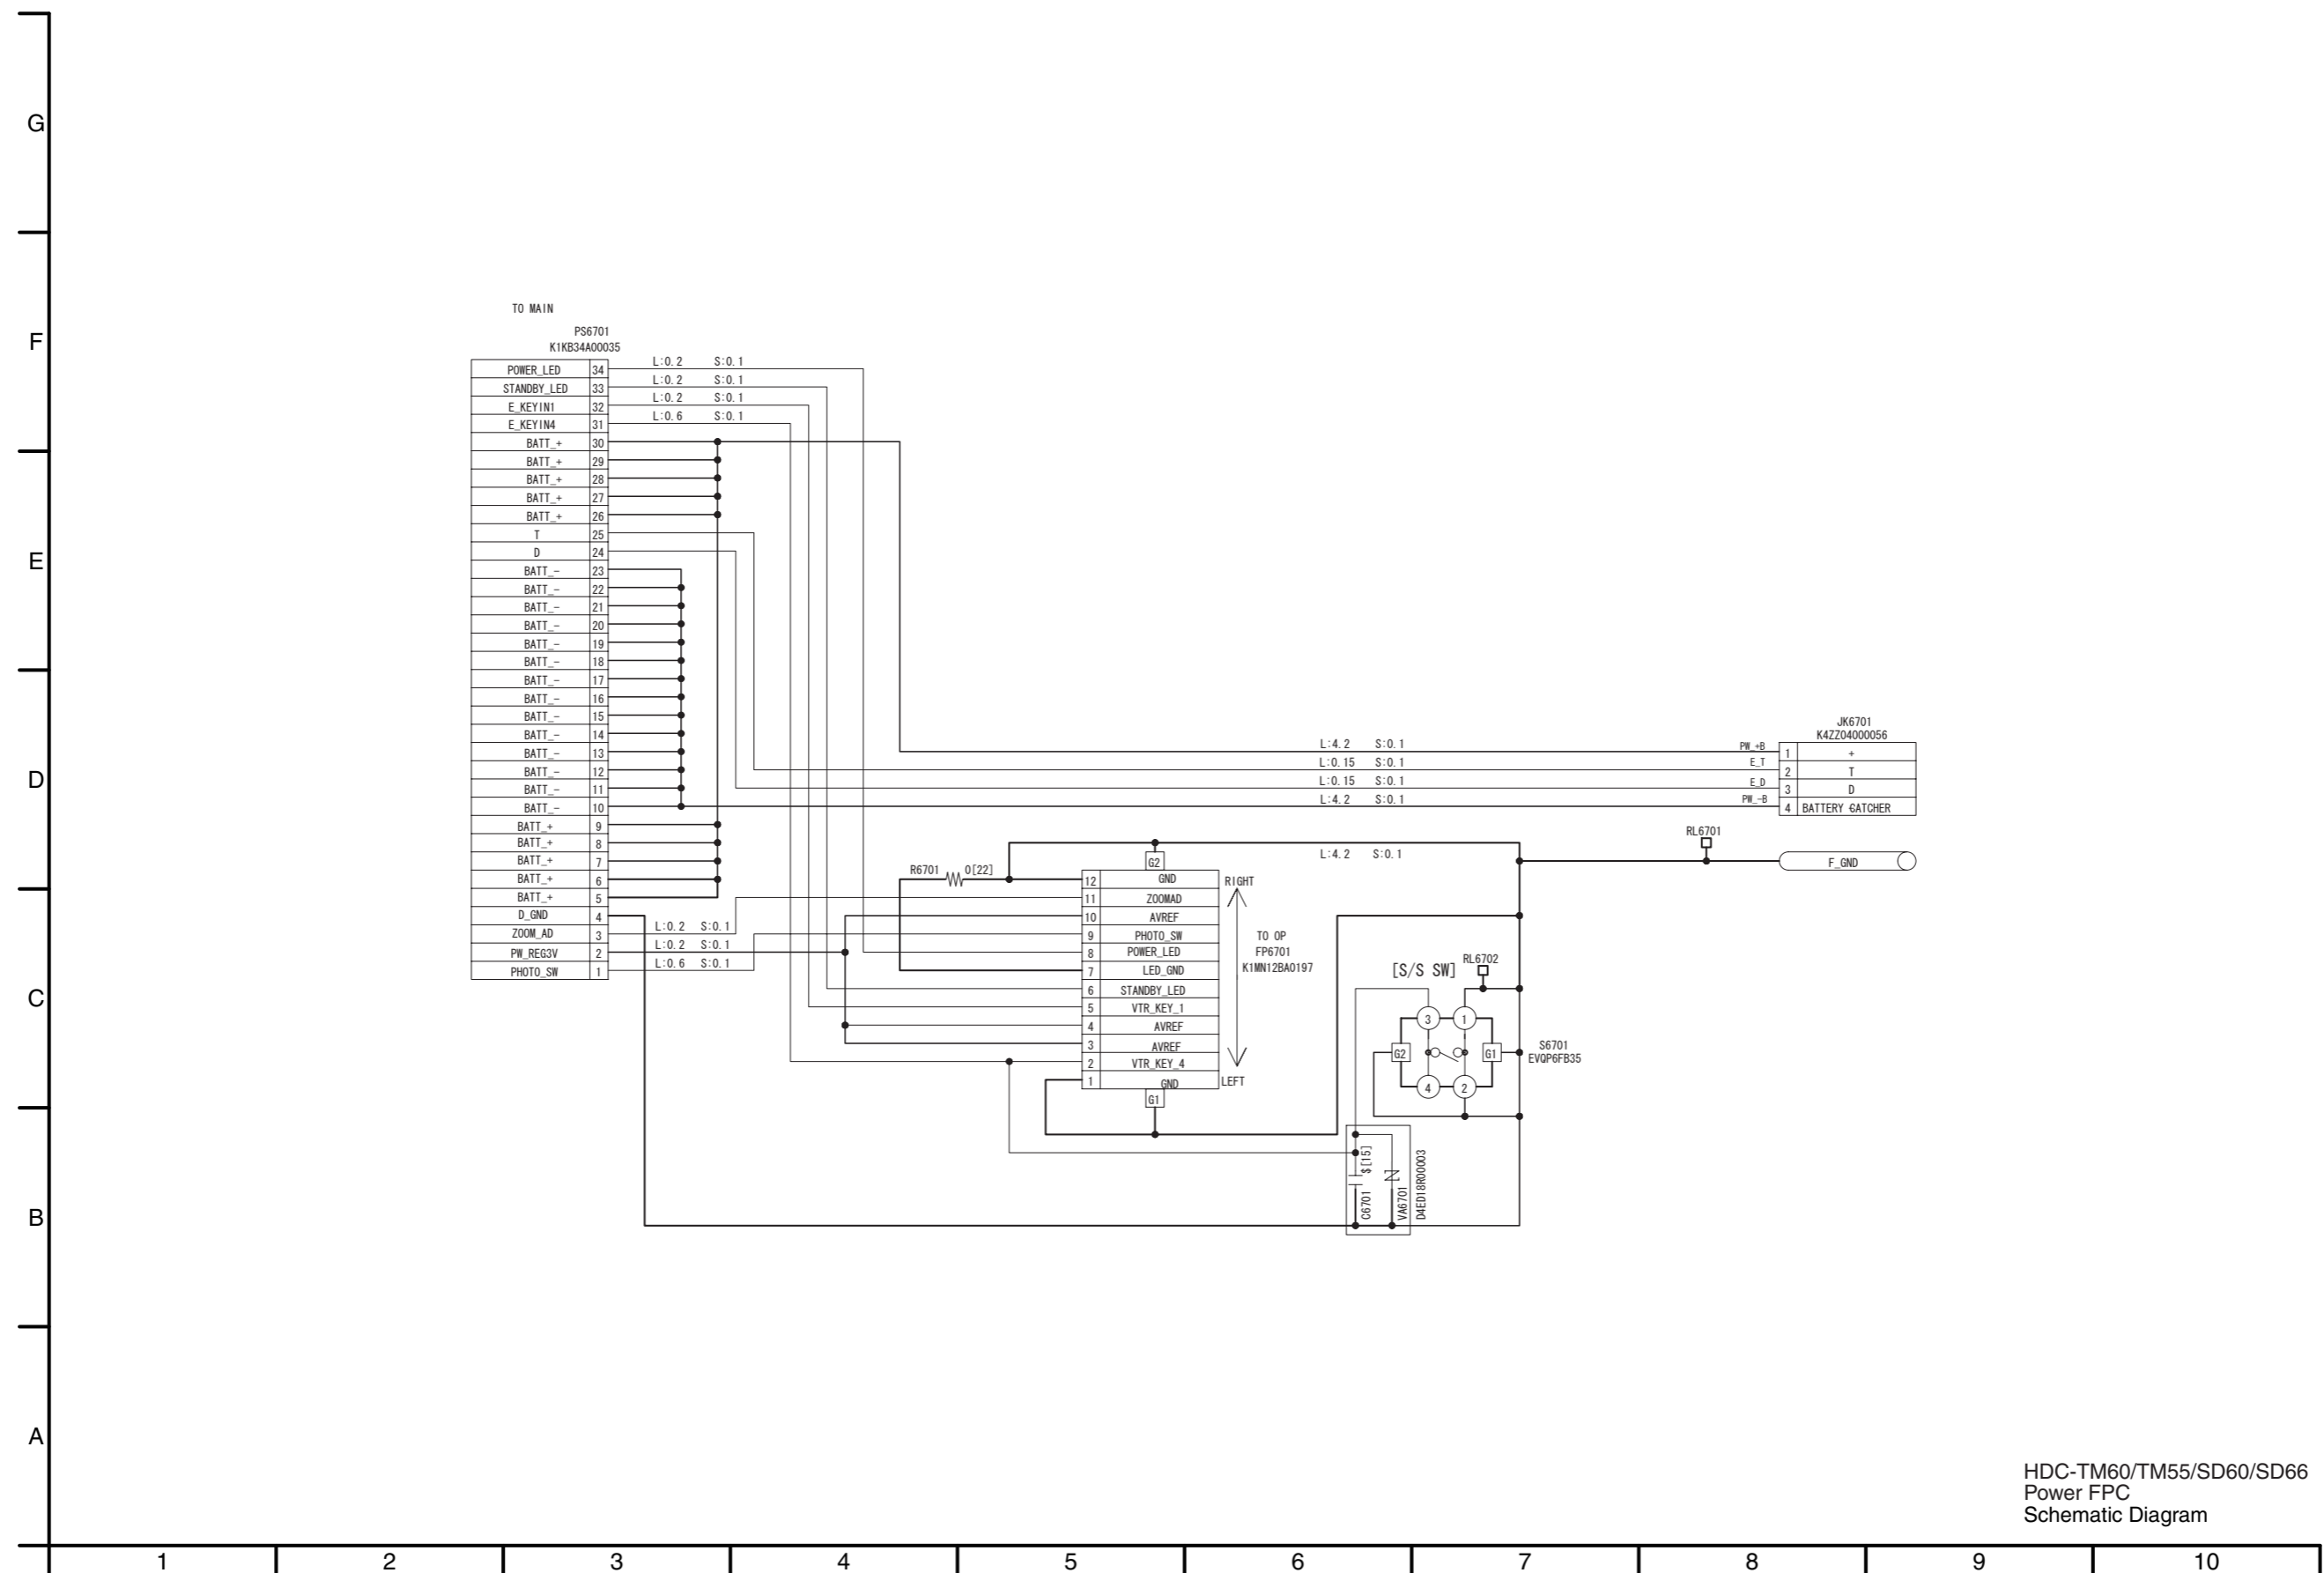 G
F
E
D
C
B
A
TO MAIN
PS6701
K1KB34A00035
POWER_LED 34 L:0.2 S:0.1
STANDBY_LED 33 L:0.2 S:0.1
E_KEYIN1 32 L:0.2 S:0.1
E_KEYIN4 31 L:0.6 S:0.1
BATT_+ 30
BATT_+ 29
BATT_+ 28
BATT_+ 27
BATT_+ 26
T 25
D 24
BATT_- 23
BATT_- 22
BATT_- 21
BATT_- 20
BATT_- 19
BATT_- 18
BATT_- 17
BATT_- 16
BATT_- 15
BATT_- 14
BATT_- 13
BATT_- 12
BATT_- 11
BATT_- 10
BATT_+ 9
BATT_+ 8
BATT_+ 7
BATT_+ 6
BATT_+ 5
D_GND 4
ZOOM_AD 3 L:0.2 S:0.1
PW_REG3V 2 L:0.2 S:0.1
PHOTO_SW 1 L:0.6 S:0.1
JK6701
K4ZZ04000056
L:4.2 S:0.1 PW_+B 1 +
L:0.15 S:0.1 E_T 2 T
L:0.15 S:0.1 E_D 3 D
L:4.2 S:0.1 PW_-B 4 BATTERY CATCHER
RL6701
F_GND
L:4.2 S:0.1
R6701 0[22]
G2
12 GND
11 ZOOMAD
10 AVREF
9 PHOTO_SW
8 POWER_LED
7 LED_GND
6 STANDBY_LED
5 VTR_KEY_1
4 AVREF
3 AVREF
2 VTR_KEY_4
1 GND
G1
RIGHT
TO OP
FP6701
K1MN12BA0197
LEFT
[S/S SW]
RL6702
3 1
G2 G1
4 2
S6701
EVQP6FB35
$[15]
C6701
VA6701
D4ED18R00003
HDC-TM60/TM55/SD60/SD66
Power FPC
Schematic Diagram
1 2 3 4 5 6 7 8 9 10